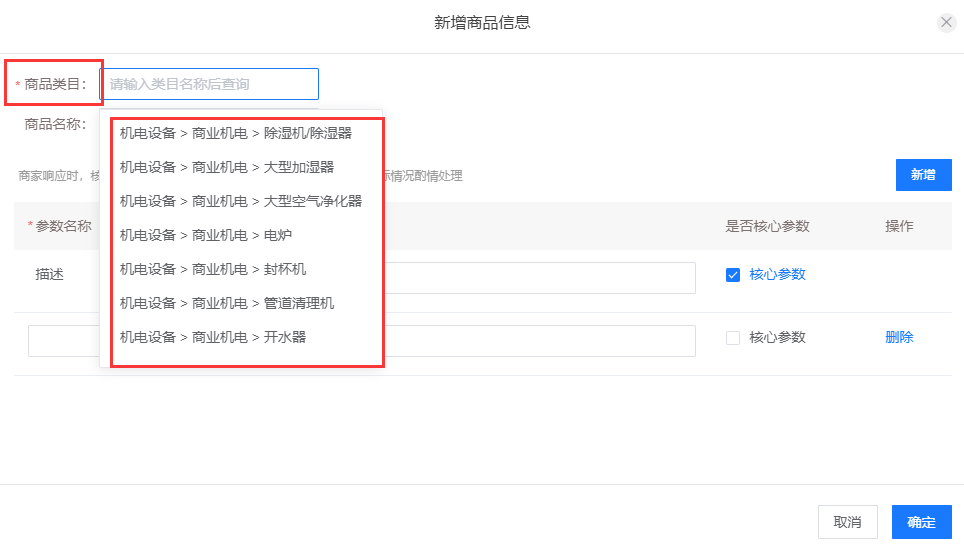 新增商品信息
* 商品类目：
请输入类目名称后查询
商品名称：
机电设备 > 商业机电 > 除湿机/除湿器
机电设备 > 商业机电 > 大型加湿器
商家响应时，核
际情况酌情处理
新增
机电设备 > 商业机电 > 大型空气净化器
* 参数名称
是否核心参数
操作
机电设备 > 商业机电 > 电炉
描述
机电设备 > 商业机电 > 封杯机
核心参数
机电设备 > 商业机电 > 管道清理机
机电设备 > 商业机电 > 开水器
核心参数
删除
取消
确定